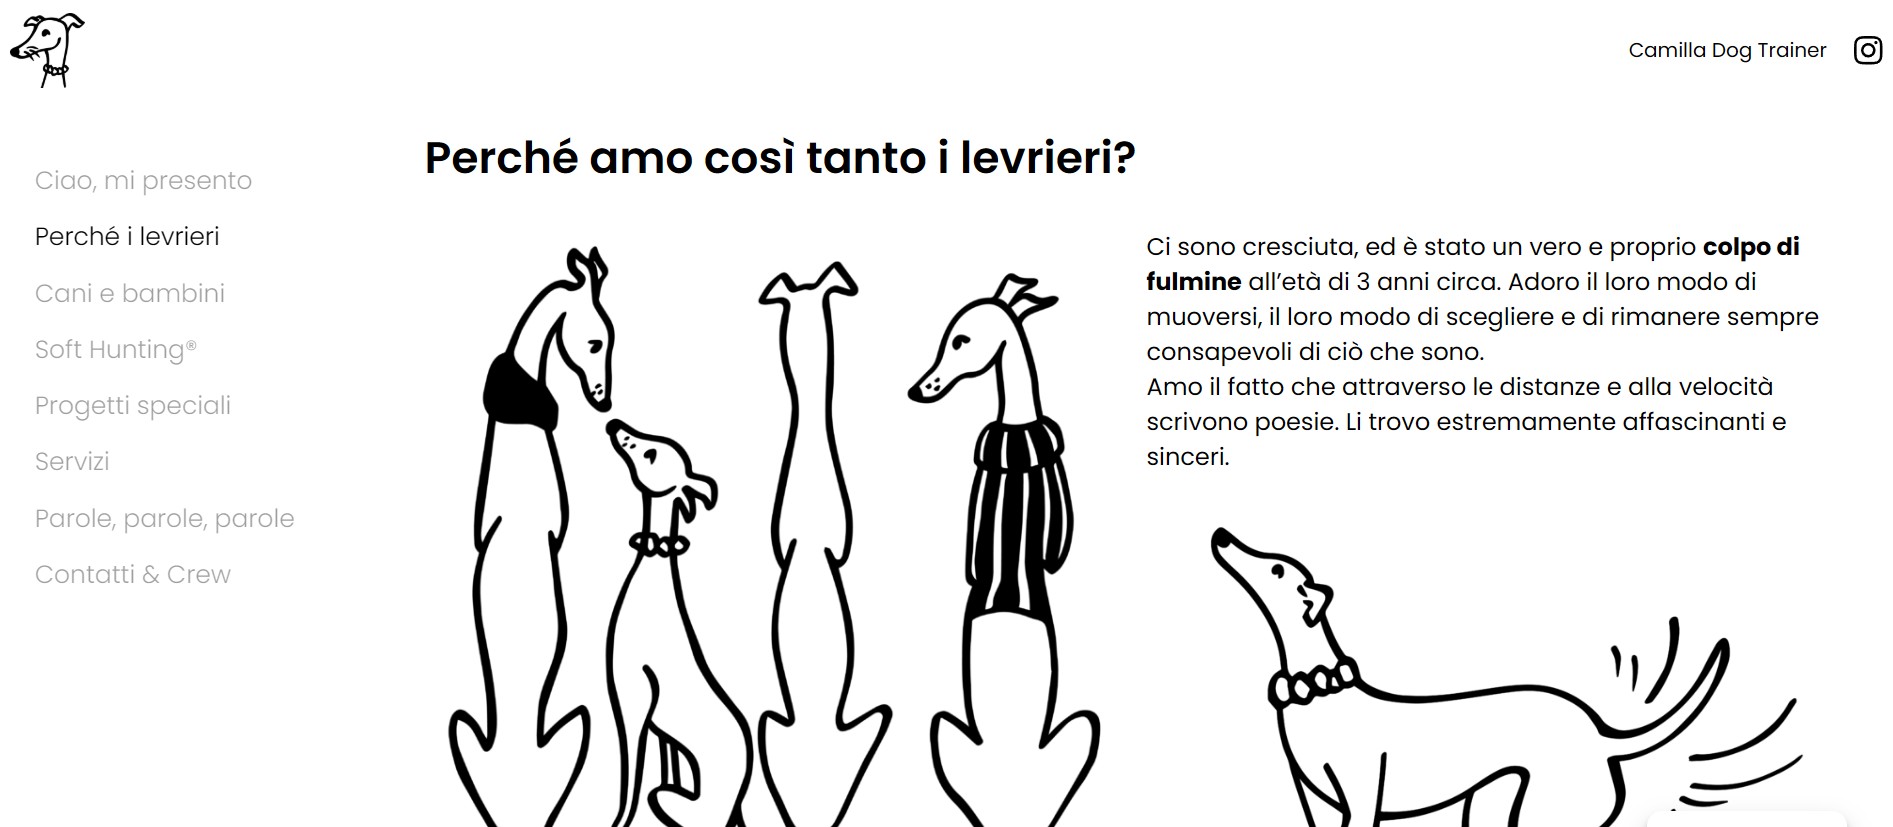 Camilla Dog Trainer
Perché amo così tanto i levrieri?
Ciao, mi presento
Perché i levrieri
Cani e bambini
Soft Hunting®
Progetti speciali
Servizi
Parole, parole, parole
Contatti & Crew
Ci sono cresciuta, ed è stato un vero e proprio colpo di
fulmine all’età di 3 anni circa. Adoro il loro modo di
muoversi, il loro modo di scegliere e di rimanere sempre
consapevoli di ciò che sono.
Amo il fatto che attraverso le distanze e alla velocità
scrivono poesie. Li trovo estremamente affascinanti e
sinceri.